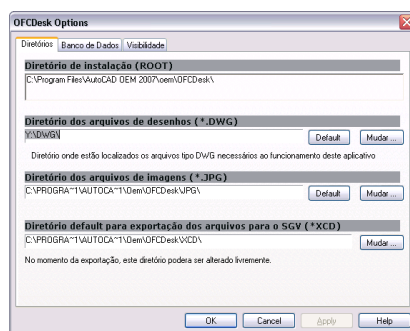 OFCDesk Options
Diretórios Banco de Dados Visibilidade
Diretório de instalação (ROOT)
C:\Program Files\AutoCAD OEM 2007\oem\OFCDesk\
Diretório dos arquivos de desenhos (*.DWG)
Y:\DWG\
Default Mudar ...
Diretório onde estão localizados os arquivos tipo DWG necessários ao funcionamento deste aplicativo
Diretório dos arquivos de imagens (*.JPG)
C:\PROGRA~1\AUTOCA~1\Oem\OFCDesk\JPG\
Default Mudar ...
Diretório default para exportação dos arquivos para o SGV (*XCD)
C:\PROGRA~1\AUTOCA~1\Oem\OFCDesk\XCD\
Mudar ...
No momento da exportação, este diretório podera ser alterado livremente.
OK Cancel Apply Help